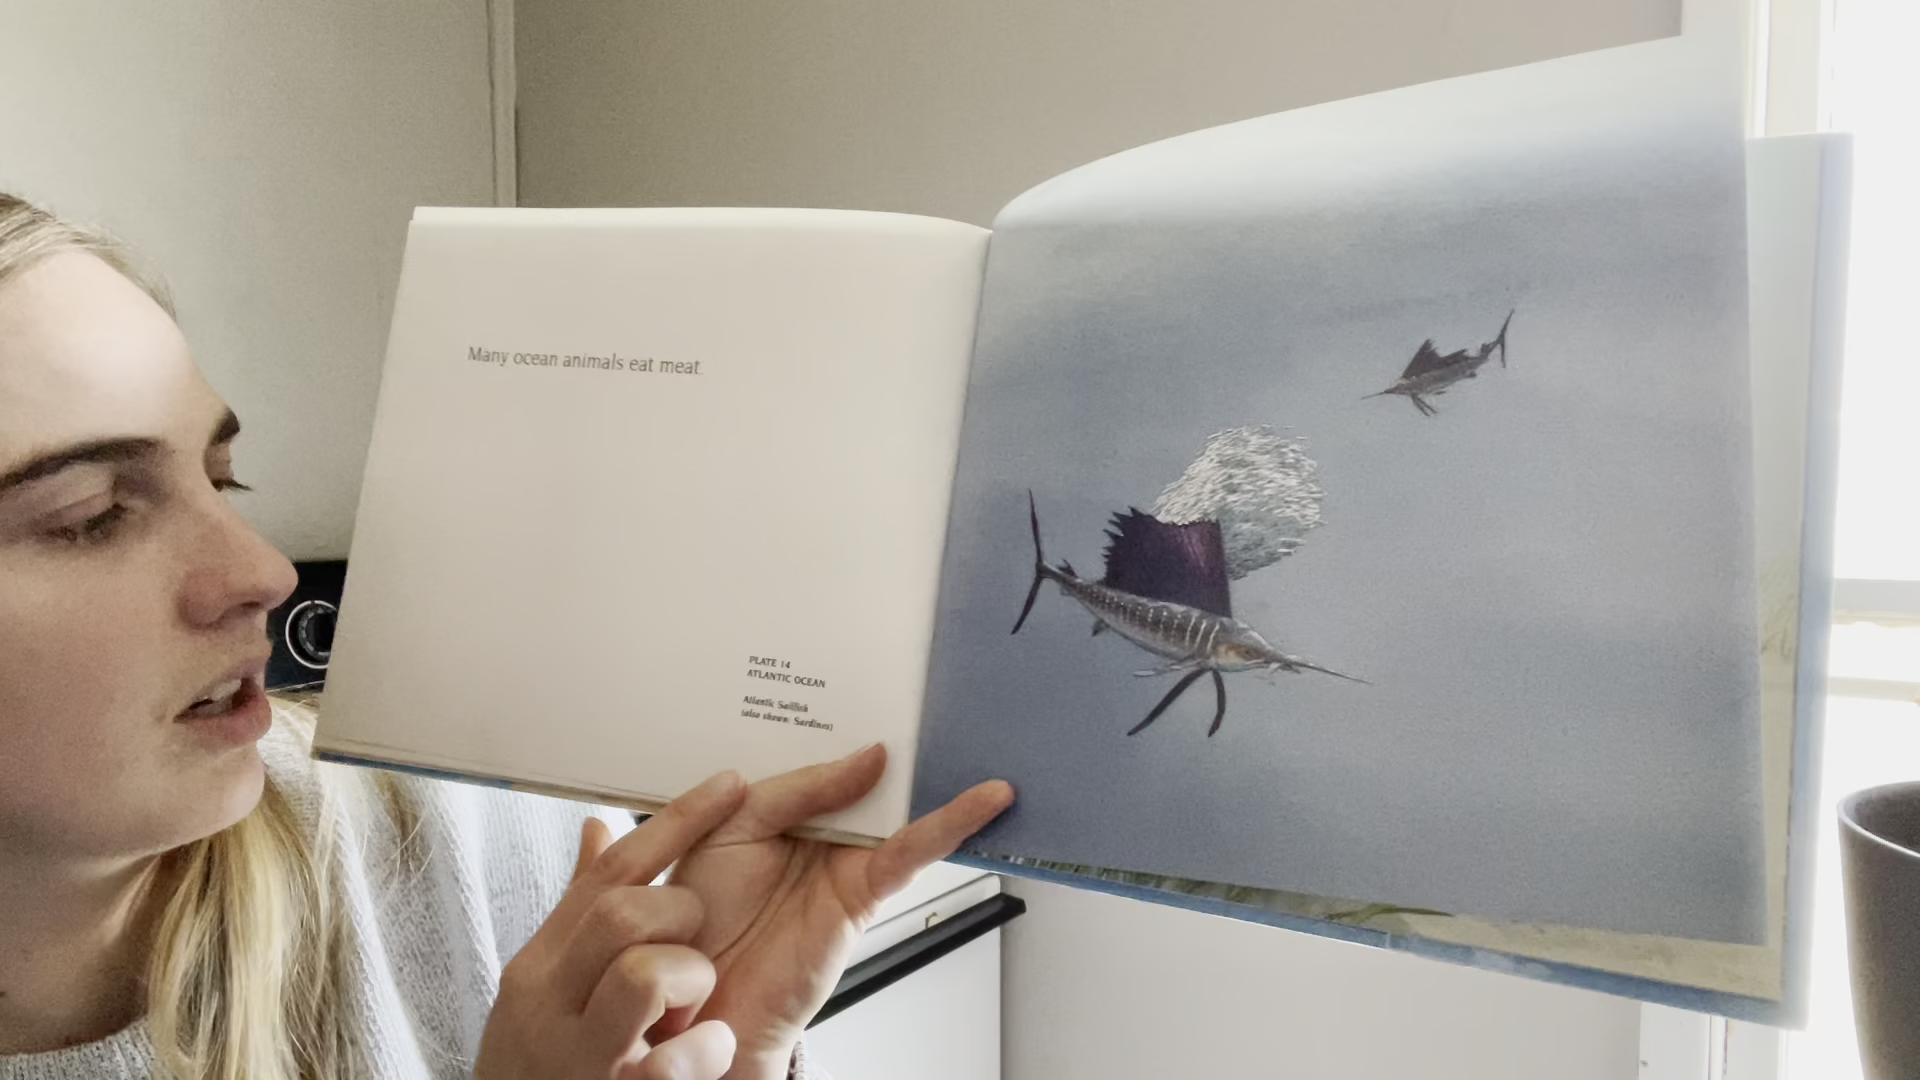 Many ocean animals eat meat.
PLATE 14
ATLANTIC OCEAN
Atlantic Sailfish
(also shown: Sardines)